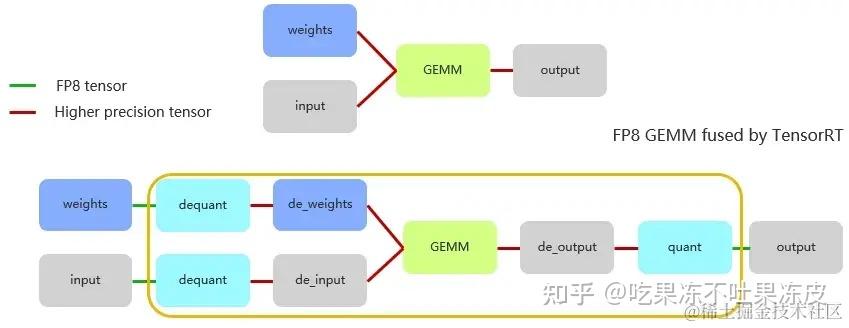 weights
GEMM
output
input
FP8 tensor
Higher precision tensor
FP8 GEMM fused by TensorRT
weights
dequant
de_weights
GEMM
de_output
quant
output
input
dequant
de_input
知乎 @吃果冻不吐果冻皮
@稀土掘金技术社区